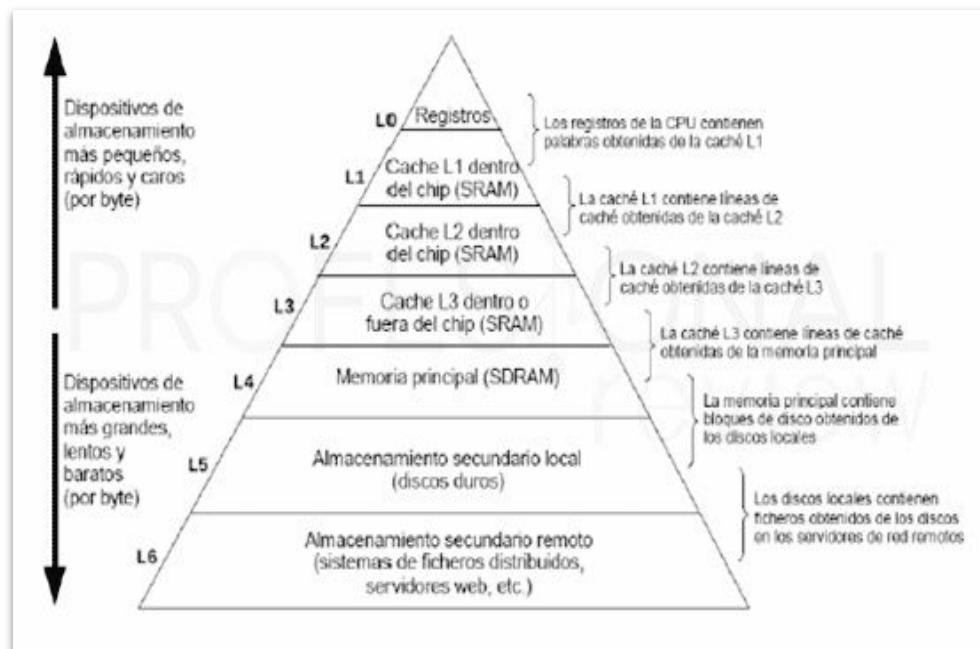 Dispositivos de
almacenamiento
más pequeños,
rápidos y caros
(por byte)
Dispositivos de
almacenamiento
más grandes,
lentos y
baratos
(por byte)
L0
Registros
L1
Cache L1 dentro
del chip (SRAM)
L2
Cache L2 dentro
del chip (SRAM)
L3
Cache L3 dentro o
fuera del chip (SRAM)
L4
Memoria principal (SDRAM)
L5
Almacenamiento secundario local
(discos duros)
L6
Almacenamiento secundario remoto
(sistemas de ficheros distribuidos,
servidores web, etc.)
Los registros de la CPU contienen
palabras obtenidas de la caché L1
La caché L1 contiene líneas de
caché obtenidas de la caché L2
La caché L2 contiene líneas de
caché obtenidas de la caché L3
La caché L3 contiene líneas de caché
obtenidas de la memoria principal
La memoria principal contiene
bloques de disco obtenidos de
los discos locales
Los discos locales contienen
ficheros obtenidos de los discos
en los servidores de red remotos
PROFESIONAL
review